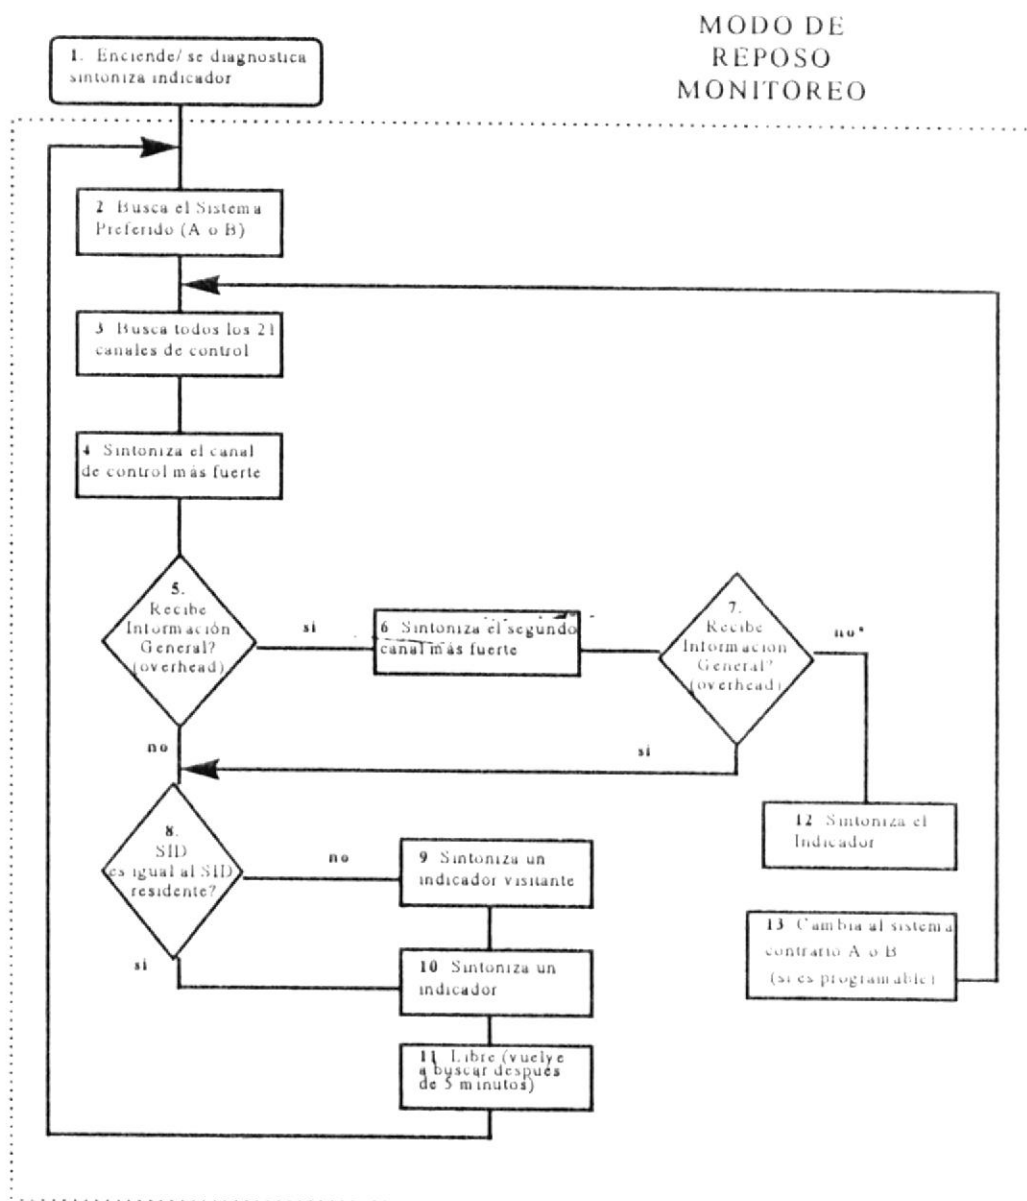 MODO DE
REPOSO
MONITOREO
1. Enciende/ se diagnostica
sintoniza indicador
2 Busca el Sistema
Preferido (A o B)
3 Busca todos los 21
canales de control
4 Sintoniza el canal
de control más fuerte
5.
Recibe
Información
General?
(overhead)
si
6 Sintoniza el segundo
canal más fuerte
7.
Recibe
Información
General?
(overhead)
no*
no
si
8.
SID
es igual al SID
residente?
no
9 Sintoniza un
indicador visitante
12 Sintoniza el
Indicador
13 Cambia al sistema
contrario A o B
(si es programable)
si
10 Sintoniza un
indicador
11 Libre (vuelve
a buscar después
de 5 minutos)